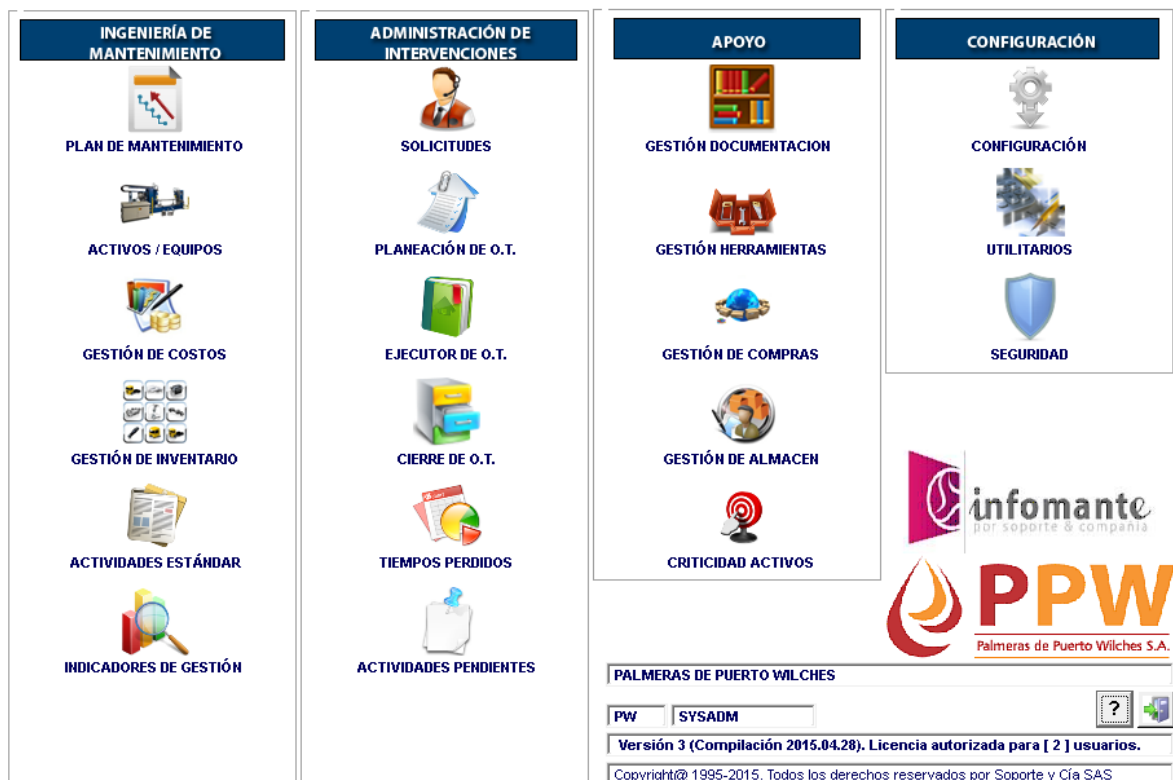 INGENIERÍA DE
MANTENIMIENTO
PLAN DE MANTENIMIENTO
ACTIVOS / EQUIPOS
GESTIÓN DE COSTOS
GESTIÓN DE INVENTARIO
ACTIVIDADES ESTÁNDAR
INDICADORES DE GESTIÓN
ADMINISTRACIÓN DE
INTERVENCIONES
SOLICITUDES
PLANEACIÓN DE O.T.
EJECUTOR DE O.T.
CIERRE DE O.T.
TIEMPOS PERDIDOS
ACTIVIDADES PENDIENTES
APOYO
GESTIÓN DOCUMENTACION
GESTIÓN HERRAMIENTAS
GESTIÓN DE COMPRAS
GESTIÓN DE ALMACEN
CRITICIDAD ACTIVOS
CONFIGURACIÓN
CONFIGURACIÓN
UTILITARIOS
SEGURIDAD
infomante
por soporte & compañia
PPW
Palmeras de Puerto Wilches S.A.
PALMERAS DE PUERTO WILCHES
PW SYSADM ?
Versión 3 (Compilación 2015.04.28). Licencia autorizada para [ 2 ] usuarios.
Copyright@ 1995-2015. Todos los derechos reservados por Soporte y Cía SAS